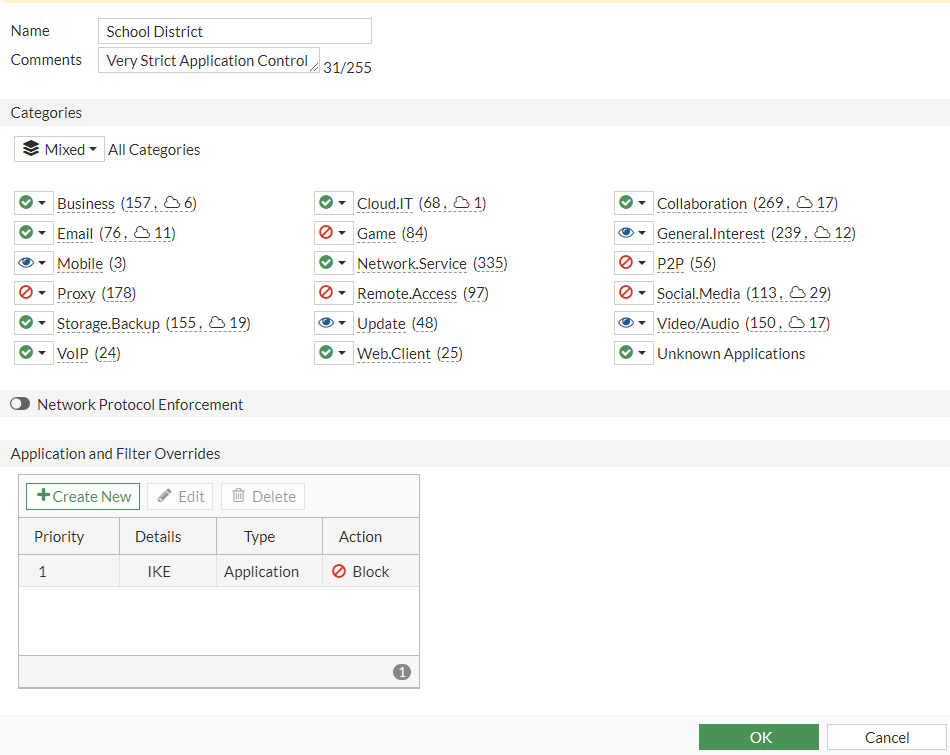 Name School District
Comments Very Strict Application Control 31/255
Categories
Mixed All Categories
Business (157, 6) Cloud.IT (68, 1) Collaboration (269, 17)
Email (76, 11) Game (84) General.Interest (239, 12)
Mobile (3) Network.Service (335) P2P (56)
Proxy (178) Remote.Access (97) Social.Media (113, 29)
Storage.Backup (155, 19) Update (48) Video/Audio (150, 17)
VoIP (24) Web.Client (25) Unknown Applications
Network Protocol Enforcement
Application and Filter Overrides
Create New Edit Delete
Priority Details Type Action
1 IKE Application Block
1
OK Cancel